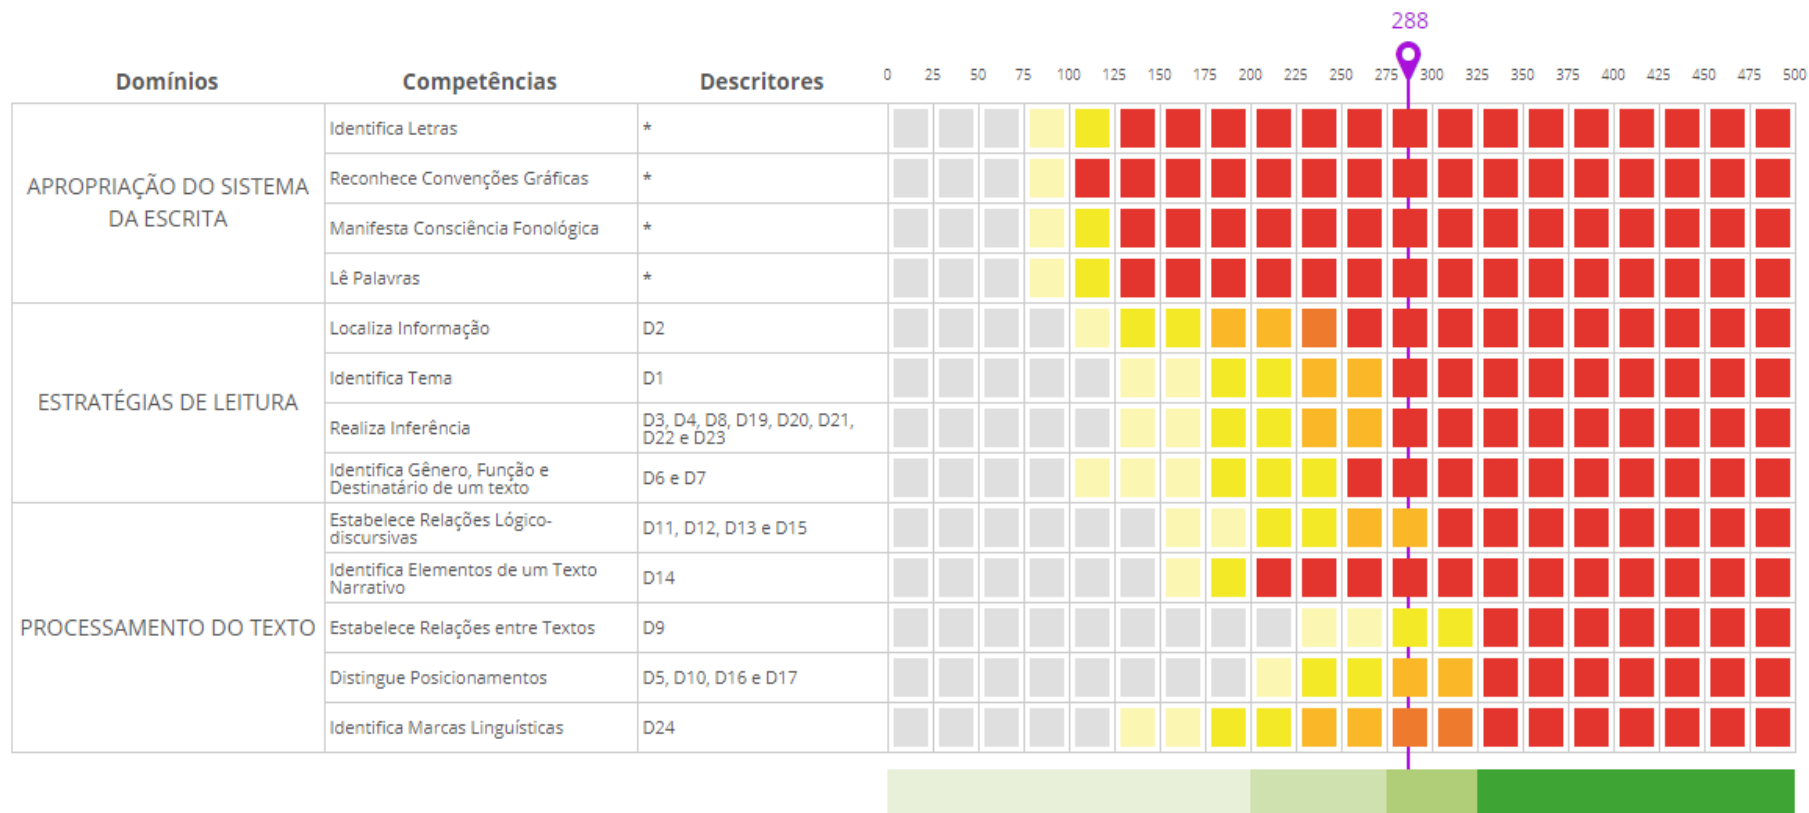 288
Domínios Competências Descritores 0 25 50 75 100 125 150 175 200 225 250 275 300 325 350 375 400 425 450 475 500
APROPRIAÇÃO DO SISTEMA
DA ESCRITA
Identifica Letras *
Reconhece Convenções Gráficas *
Manifesta Consciência Fonológica *
Lê Palavras *
ESTRATÉGIAS DE LEITURA
Localiza Informação D2
Identifica Tema D1
Realiza Inferência D3, D4, D8, D19, D20, D21,
D22 e D23
Identifica Gênero, Função e
Destinatário de um texto D6 e D7
PROCESSAMENTO DO TEXTO
Estabelece Relações Lógico-
discursivas D11, D12, D13 e D15
Identifica Elementos de um Texto
Narrativo D14
Estabelece Relações entre Textos D9
Distingue Posicionamentos D5, D10, D16 e D17
Identifica Marcas Linguísticas D24